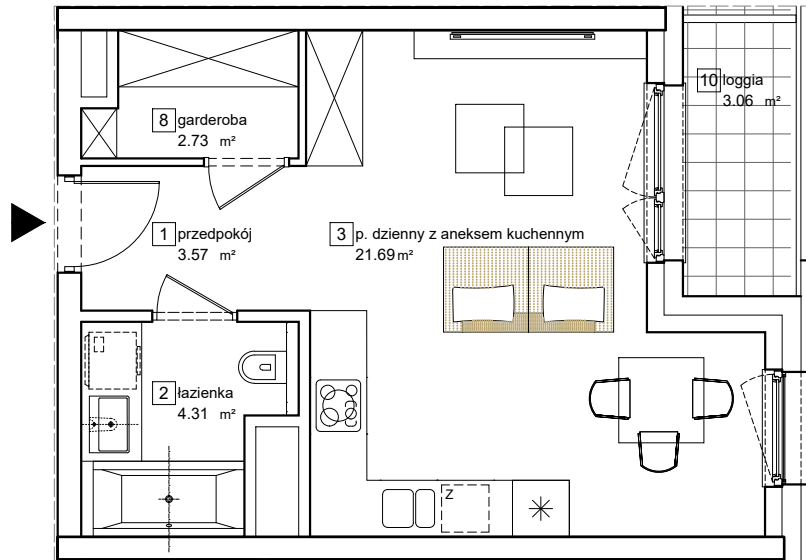 10 loggia
3.06 m²
8 garderoba
2.73 m²
1 przedpokój
3.57 m²
3 p. dzienny z aneksem kuchennym
21.69 m²
2 łazienka
4.31 m²
Z